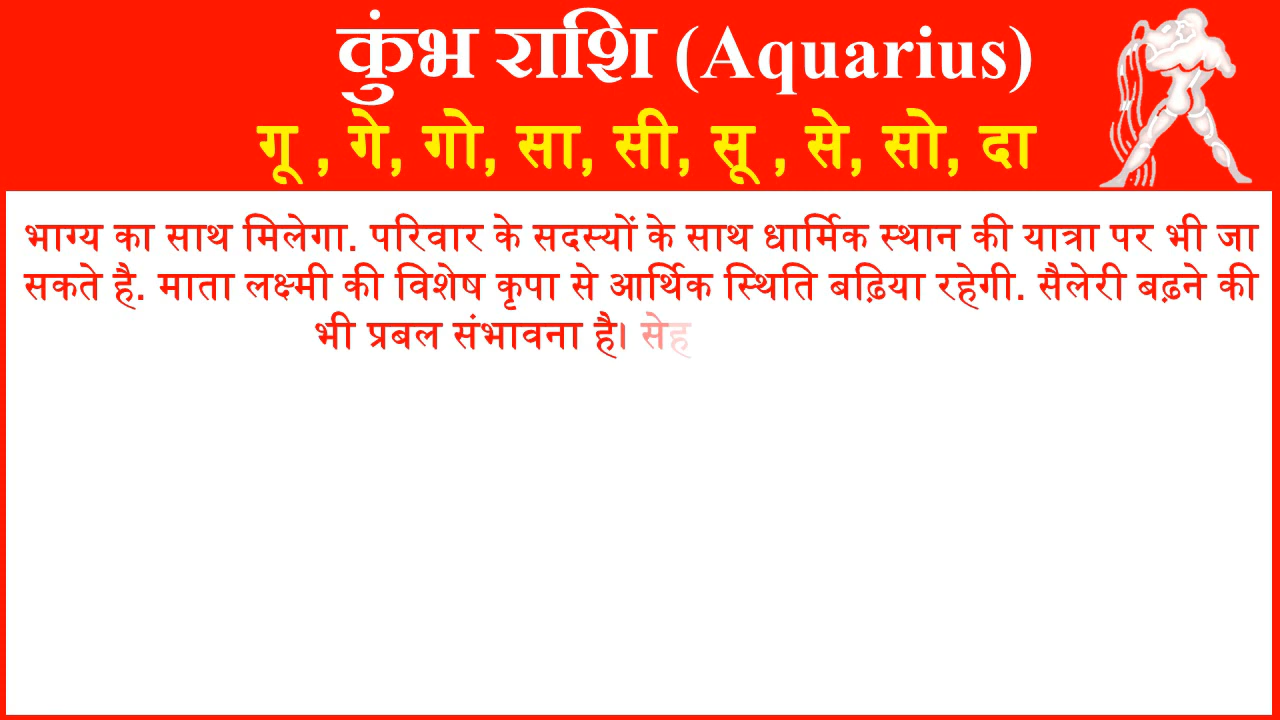 कुंभ राशि (Aquarius)
गू , गे, गो, सा, सी, सू , से, सो, दा
भाग्य का साथ मिलेगा. परिवार के सदस्यों के साथ धार्मिक स्थान की यात्रा पर भी जा
सकते है. माता लक्ष्मी की विशेष कृपा से आर्थिक स्थिति बढ़िया रहेगी. सैलेरी बढ़ने की
भी प्रबल संभावना है। सेह